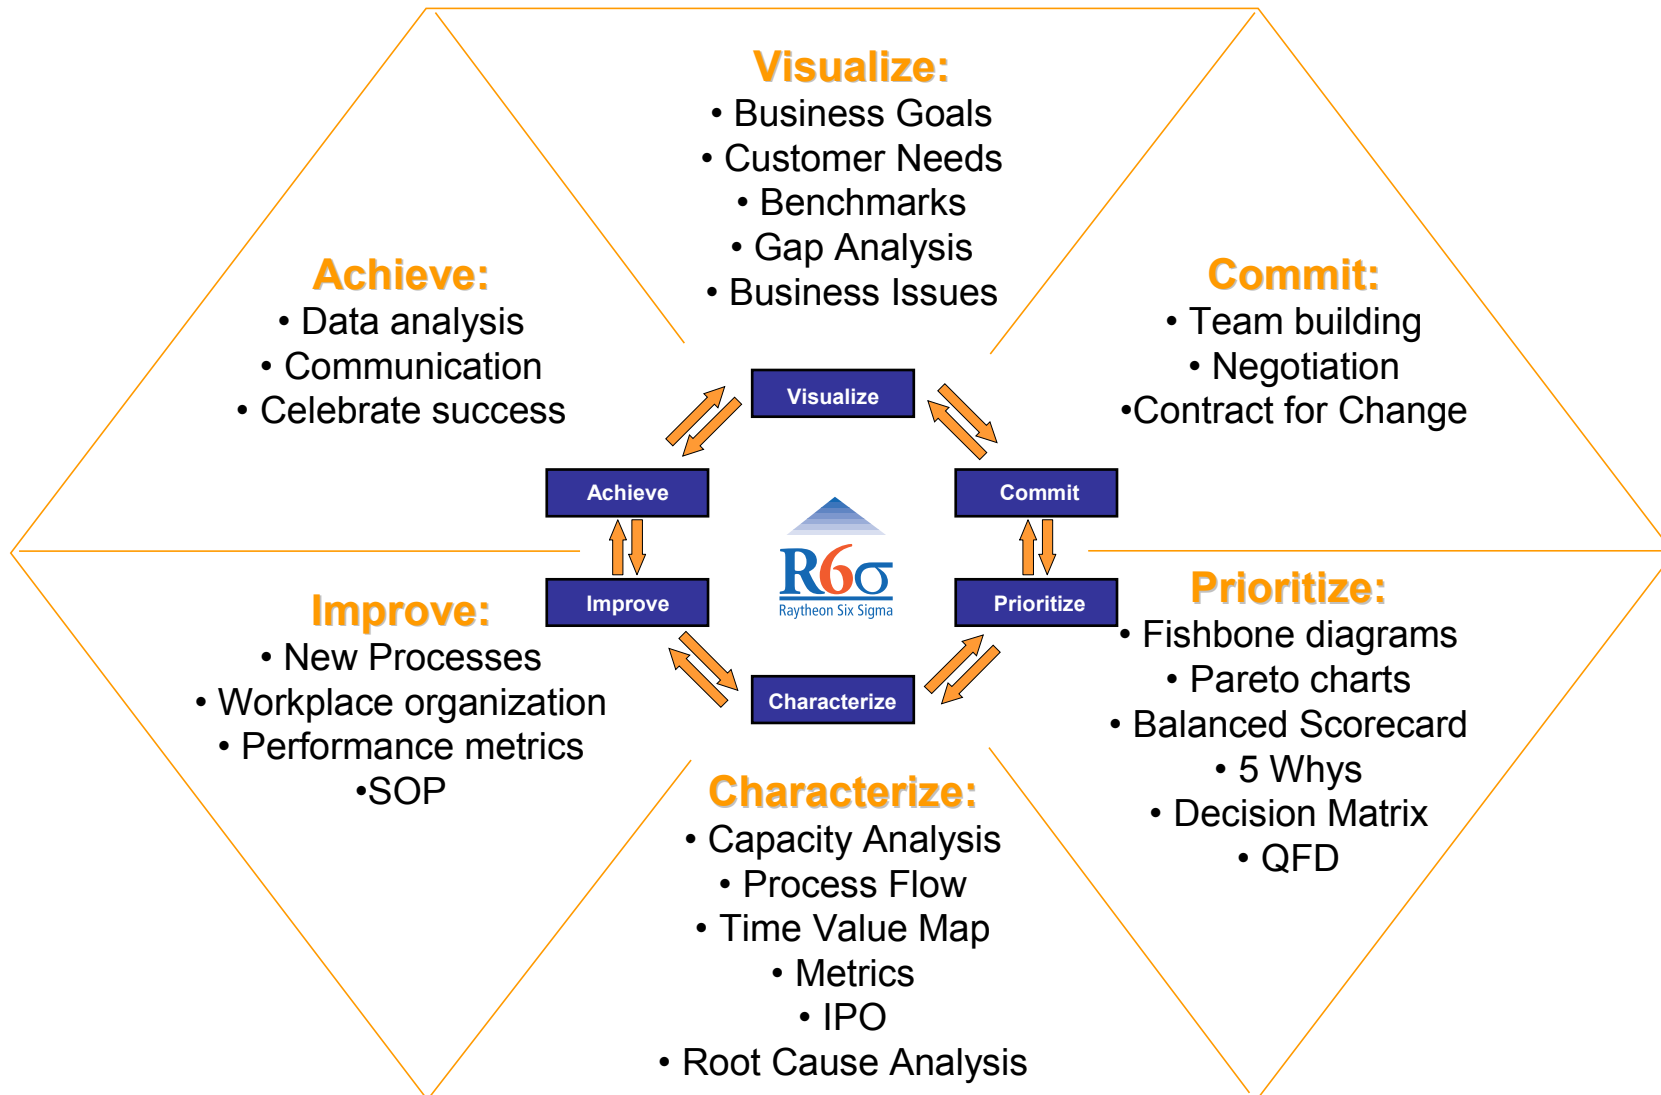 Visualize:
• Business Goals
• Customer Needs
• Benchmarks
• Gap Analysis
• Business Issues
Achieve:
• Data analysis
• Communication
• Celebrate success
Commit:
• Team building
• Negotiation
•Contract for Change
Visualize
Achieve
Commit
R6σ
Raytheon Six Sigma
Improve
Prioritize
Characterize
Improve:
• New Processes
• Workplace organization
• Performance metrics
•SOP
Prioritize:
• Fishbone diagrams
• Pareto charts
• Balanced Scorecard
• 5 Whys
• Decision Matrix
• QFD
Characterize:
• Capacity Analysis
• Process Flow
• Time Value Map
• Metrics
• IPO
• Root Cause Analysis